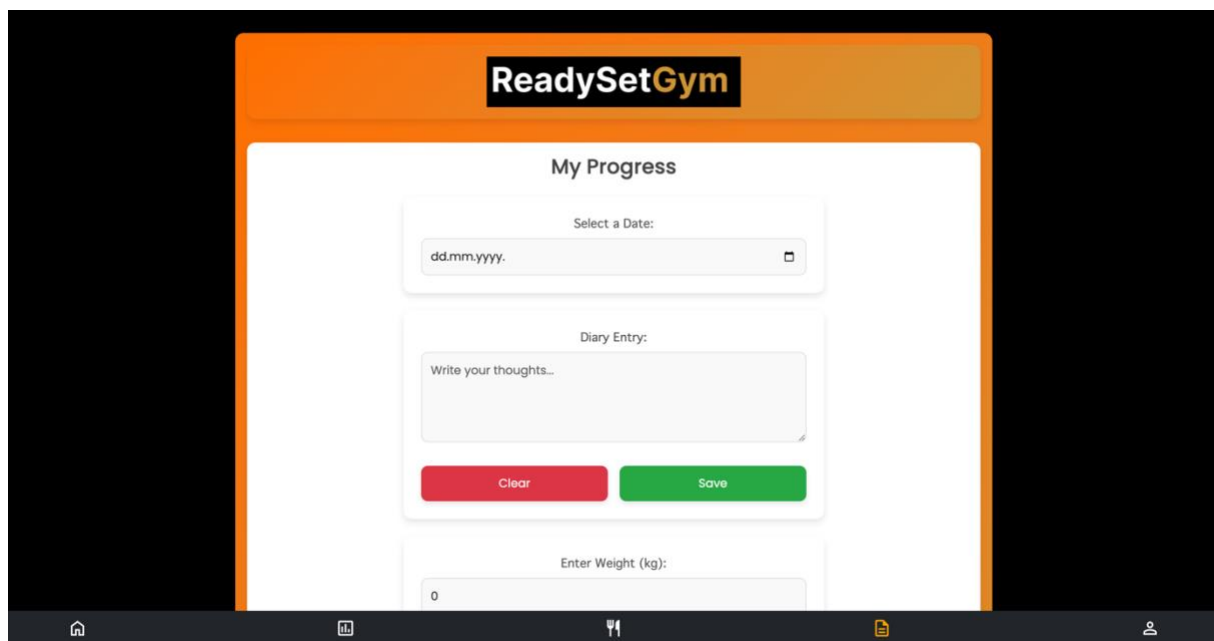 ReadySetGym
My Progress
Select a Date:
dd.mm.yyyy.
Diary Entry:
Write your thoughts...
Clear
Save
Enter Weight (kg):
0